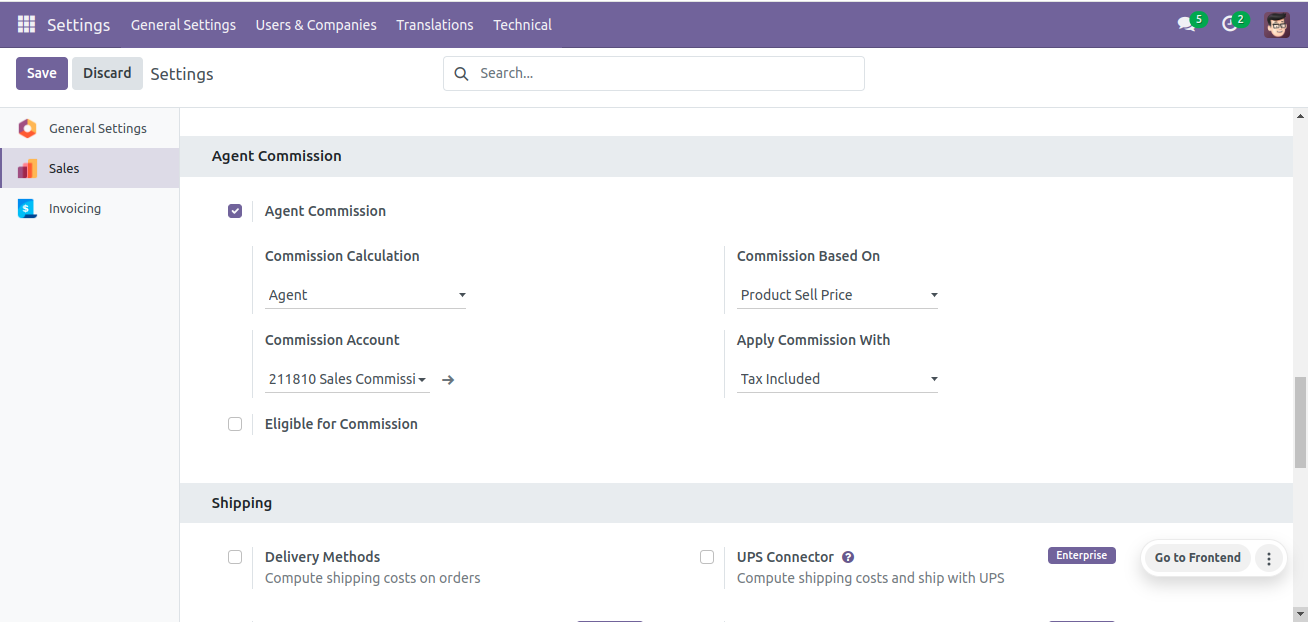 Settings General Settings Users & Companies Translations Technical 5 2
Save Discard Settings Search...
General Settings
Sales
Invoicing
Agent Commission
Agent Commission
Commission Calculation Commission Based On
Agent Product Sell Price
Commission Account Apply Commission With
211810 Sales Commissi Tax Included
Eligible for Commission
Shipping
Delivery Methods UPS Connector ? Enterprise
Compute shipping costs on orders Compute shipping costs and ship with UPS
Go to Frontend